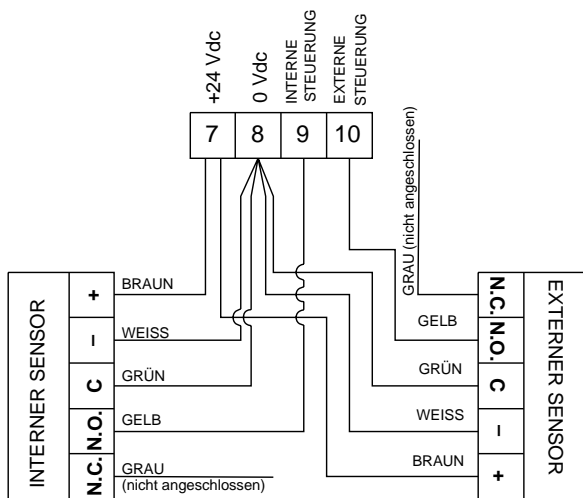 +24 Vdc
0 Vdc
INTERNE
STEUERUNG
EXTERNE
STEUERUNG
7
8
9
10
INTERNER SENSOR
+
–
C
N.O.
N.C.
BRAUN
WEISS
GRÜN
GELB
GRAU
(nicht angeschlossen)
GRAU (nicht angeschlossen)
GELB
GRÜN
WEISS
BRAUN
N.C.
N.O.
C
–
+
EXTERNER SENSOR